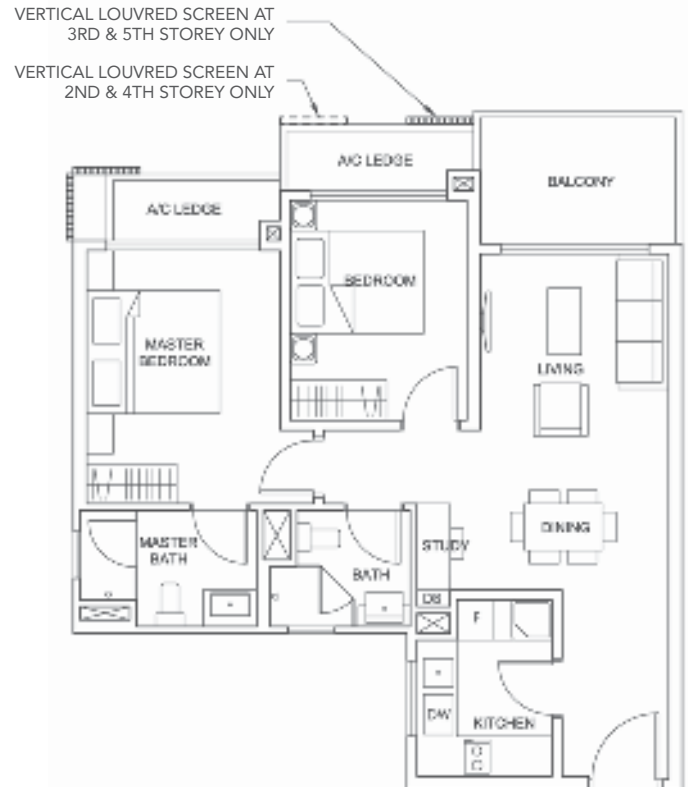 VERTICAL LOUVRED SCREEN AT
3RD & 5TH STOREY ONLY
VERTICAL LOUVRED SCREEN AT
2ND & 4TH STOREY ONLY
A/C LEDGE
BALCONY
A/C LEDGE
BEDROOM
MASTER
BEDROOM
LIVING
DINING
STUDY
MASTER
BATH
BATH
DB
F
DW
KITCHEN